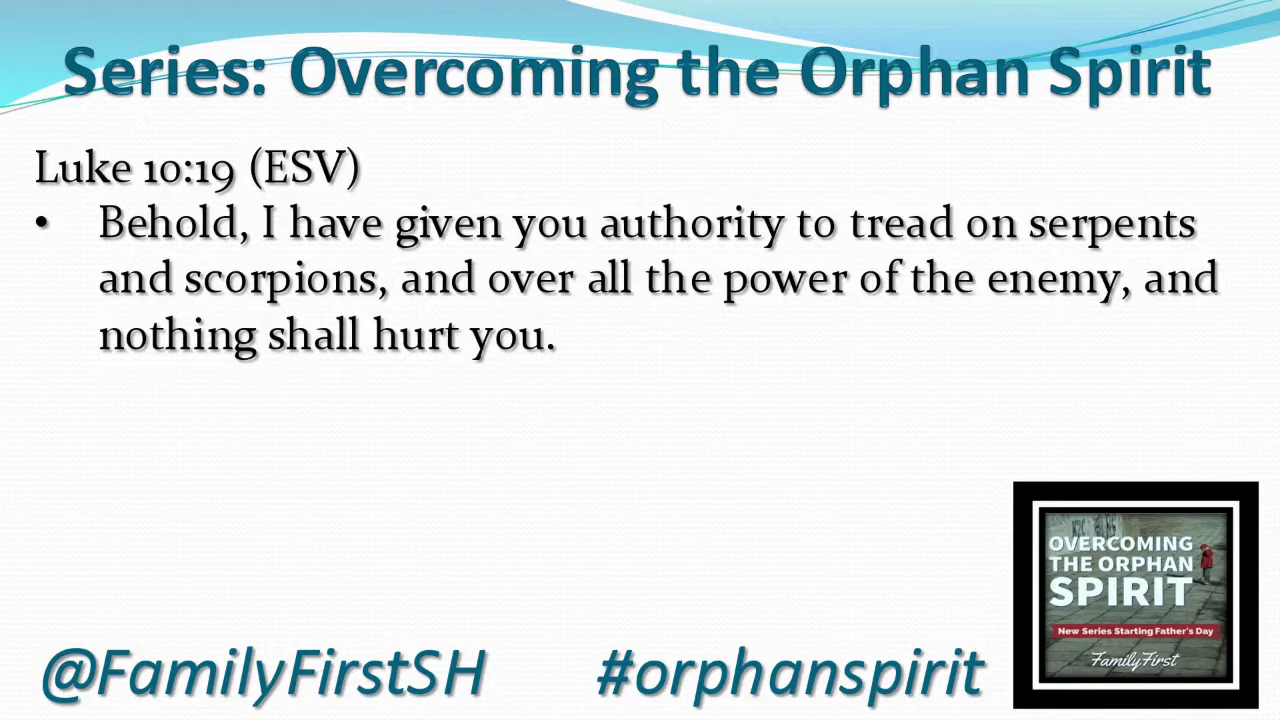 Series: Overcoming the Orphan Spirit
Luke 10:19 (ESV)
• Behold, I have given you authority to tread on serpents
and scorpions, and over all the power of the enemy, and
nothing shall hurt you.
OVERCOMING
THE ORPHAN
SPIRIT
New Series Starting Father's Day
FamilyFirst
@FamilyFirstSH #orphanspirit